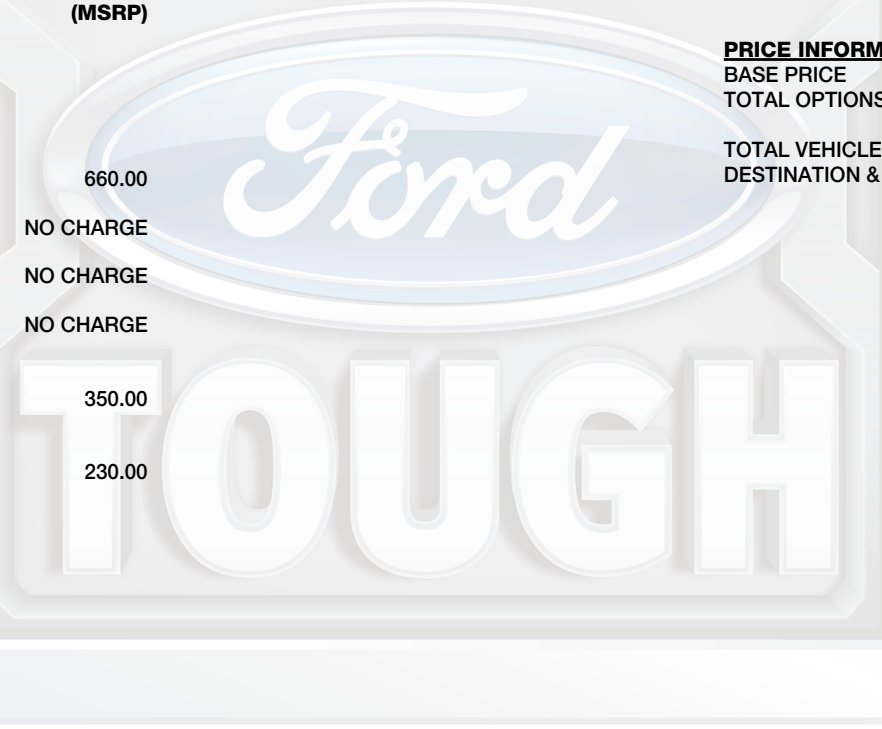 (MSRP)
PRICE INFORM
BASE PRICE
TOTAL OPTIONS
TOTAL VEHICLE
DESTINATION &
660.00
NO CHARGE
NO CHARGE
NO CHARGE
350.00
230.00
Ford
TOUGH